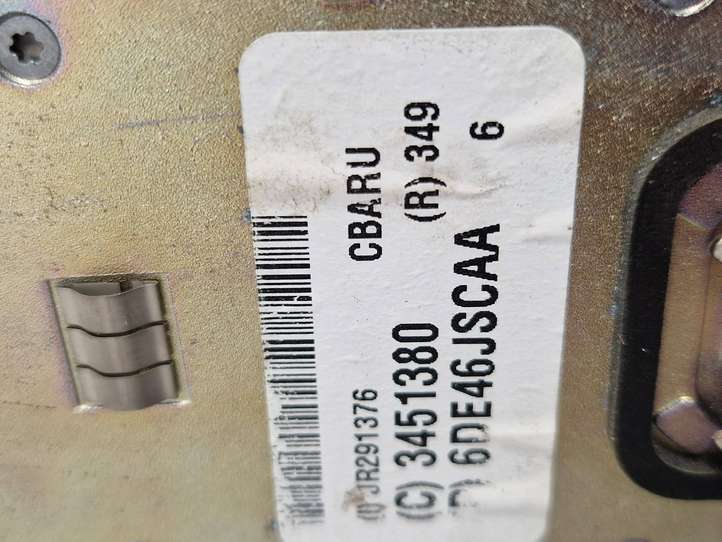 CBARU
(I) JR291376
(C) 3451380 (R) 349
(P) 6DE46JSCAA 6